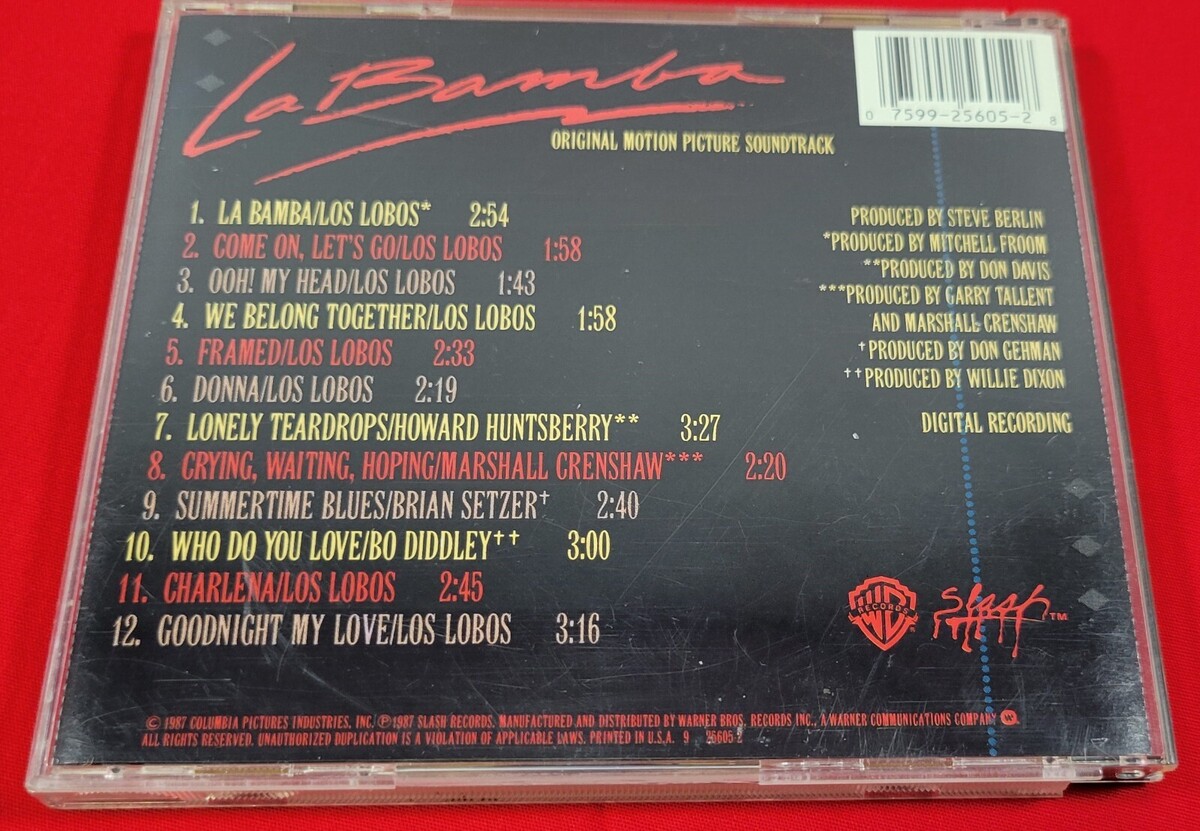 La Bamba
ORIGINAL MOTION PICTURE SOUNDTRACK
0 7599-25605-2 8
1. LA BAMBA/LOS LOBOS* 2:54
2. COME ON, LET'S GO/LOS LOBOS 1:58
3. OOH! MY HEAD/LOS LOBOS 1:43
4. WE BELONG TOGETHER/LOS LOBOS 1:58
5. FRAMED/LOS LOBOS 2:33
6. DONNA/LOS LOBOS 2:19
7. LONELY TEARDROPS/HOWARD HUNTSBERRY** 3:27
8. CRYING, WAITING, HOPING/MARSHALL CRENSHAW*** 2:20
9. SUMMERTIME BLUES/BRIAN SETZER† 2:40
10. WHO DO YOU LOVE/BO DIDDLEY†† 3:00
11. CHARLENA/LOS LOBOS 2:45
12. GOODNIGHT MY LOVE/LOS LOBOS 3:16
PRODUCED BY STEVE BERLIN
*PRODUCED BY MITCHELL FROOM
**PRODUCED BY DON DAVIS
***PRODUCED BY GARRY TALLENT
AND MARSHALL CRENSHAW
†PRODUCED BY DON GEHMAN
††PRODUCED BY WILLIE DIXON
DIGITAL RECORDING
WB RECORDS ®
Slash ™
© 1987 COLUMBIA PICTURES INDUSTRIES, INC. ℗ 1987 SLASH RECORDS. MANUFACTURED AND DISTRIBUTED BY WARNER BROS. RECORDS INC., A WARNER COMMUNICATIONS COMPANY
ALL RIGHTS RESERVED. UNAUTHORIZED DUPLICATION IS A VIOLATION OF APPLICABLE LAWS. PRINTED IN U.S.A. 9 25605-2